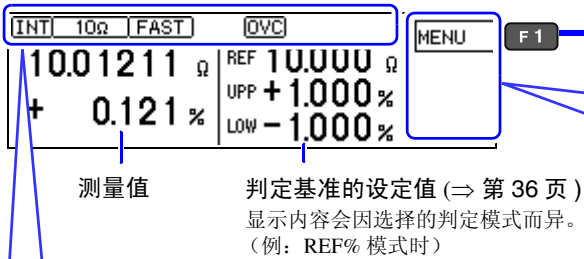 INT 10Ω FAST OVC
MENU
F 1
10.01211 Ω
REF 10.000 Ω
UPP + 1.000 %
+ 0.121 %
LOW - 1.000 %
测量值
判定基准的设定值 (⇒ 第 36 页 )
显示内容会因选择的判定模式而异。
（例：REF% 模式时）